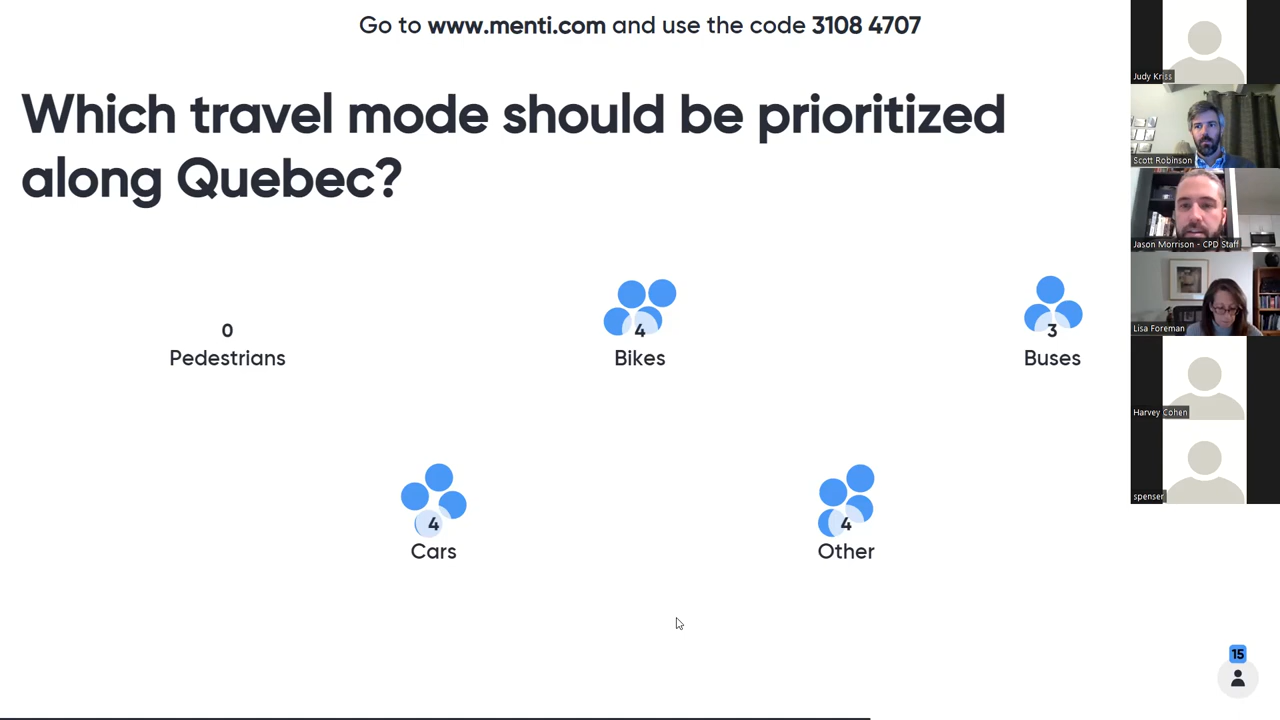 Go to www.menti.com and use the code 3108 4707
Which travel mode should be prioritized
along Quebec?
0
Pedestrians
4
Bikes
3
Buses
4
Cars
4
Other
15
Judy Kriss
Scott Robinson
Jason Morrison - CPD Staff
Lisa Foreman
Harvey Cohen
spenser